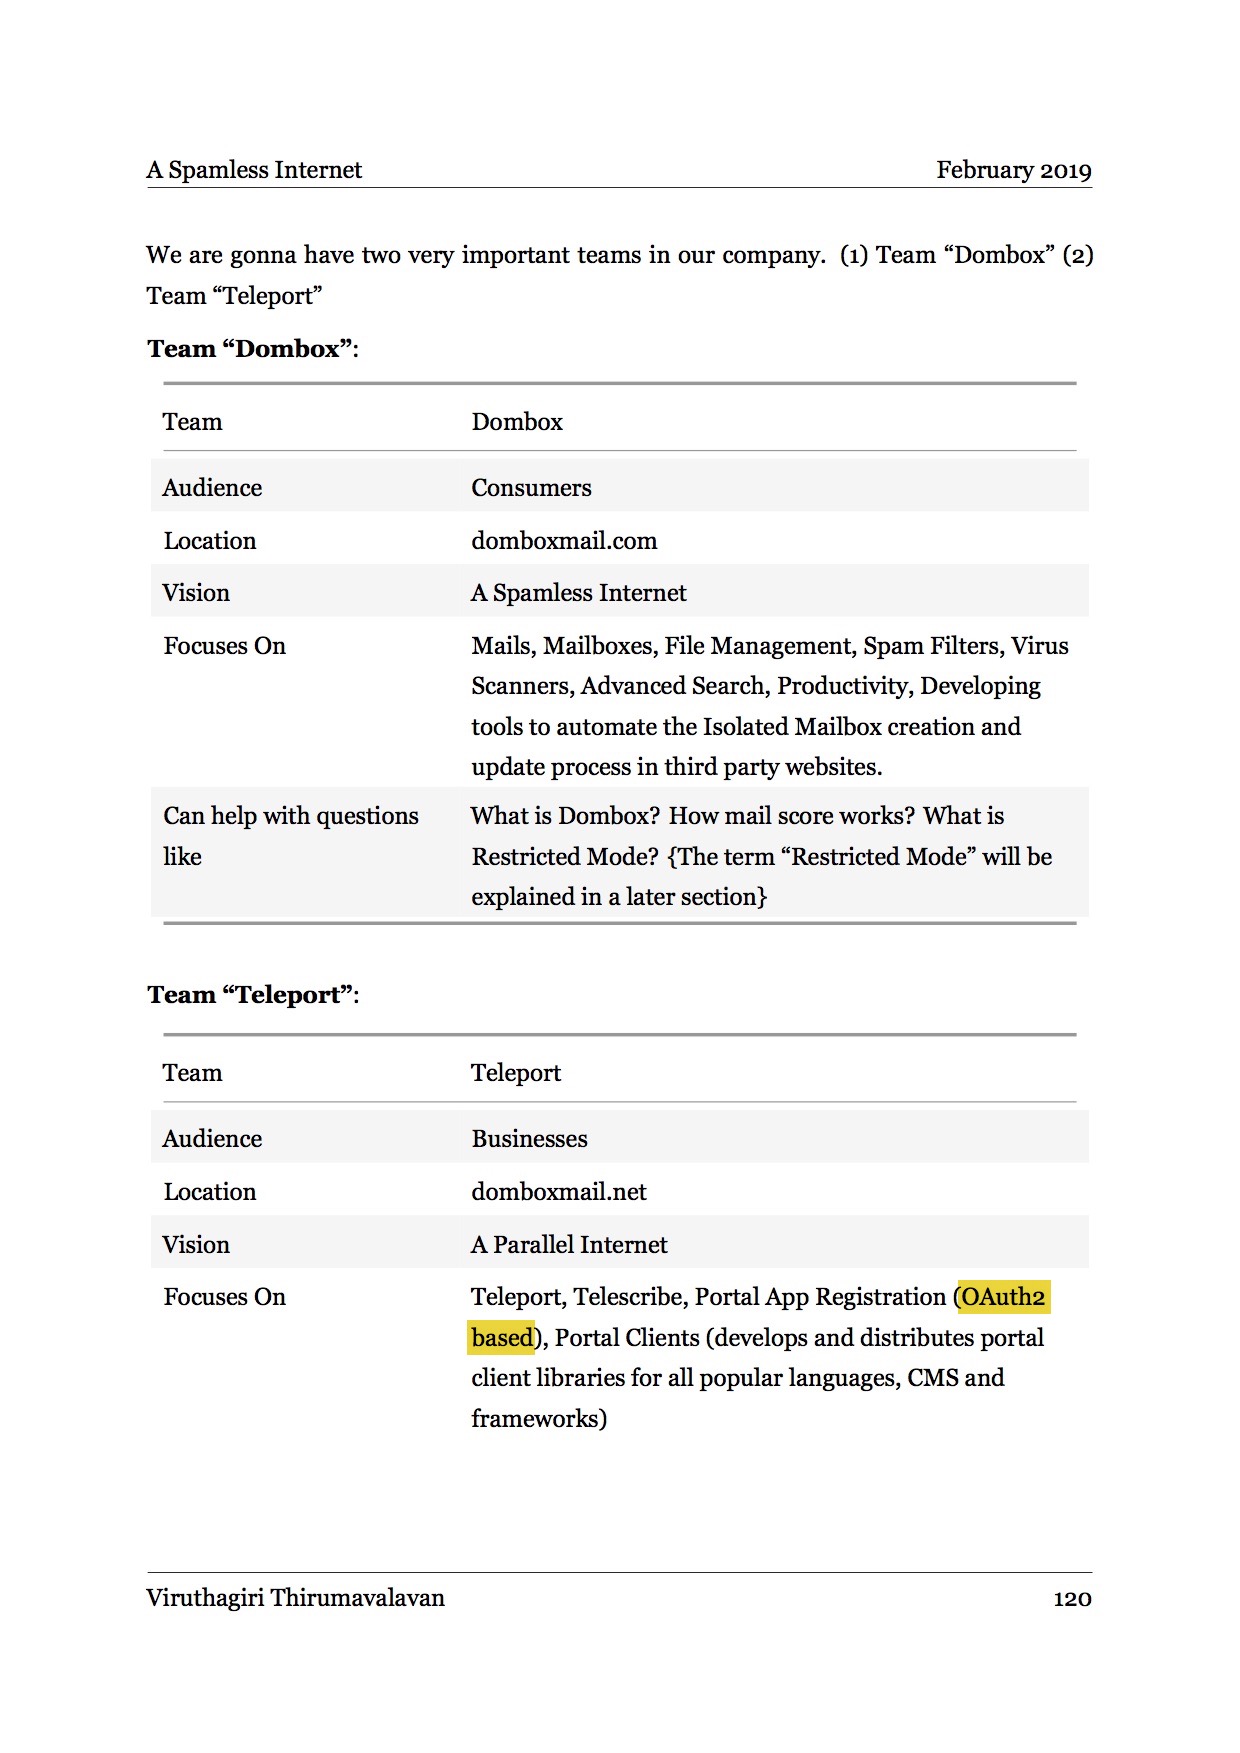 A Spamless Internet February 2019
We are gonna have two very important teams in our company. (1) Team “Dombox” (2)
Team “Teleport”
Team “Dombox”:
Team Dombox
Audience Consumers
Location domboxmail.com
Vision A Spamless Internet
Focuses On Mails, Mailboxes, File Management, Spam Filters, Virus
Scanners, Advanced Search, Productivity, Developing
tools to automate the Isolated Mailbox creation and
update process in third party websites.
Can help with questions What is Dombox? How mail score works? What is
like Restricted Mode? {The term “Restricted Mode” will be
explained in a later section}
Team “Teleport”:
Team Teleport
Audience Businesses
Location domboxmail.net
Vision A Parallel Internet
Focuses On Teleport, Telescribe, Portal App Registration (OAuth2
based), Portal Clients (develops and distributes portal
client libraries for all popular languages, CMS and
frameworks)
Viruthagiri Thirumavalavan 120